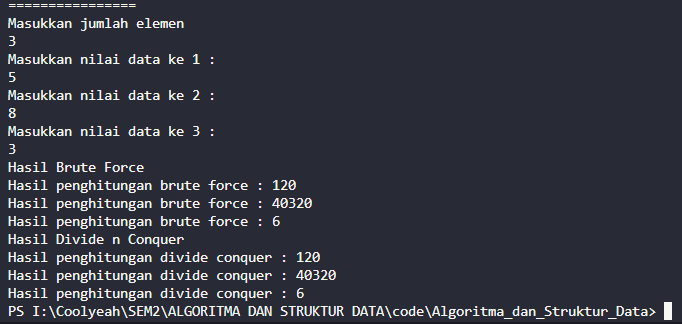 ================
Masukkan jumlah elemen
3
Masukkan nilai data ke 1 :
5
Masukkan nilai data ke 2 :
8
Masukkan nilai data ke 3 :
3
Hasil Brute Force
Hasil penghitungan brute force : 120
Hasil penghitungan brute force : 40320
Hasil penghitungan brute force : 6
Hasil Divide n Conquer
Hasil penghitungan divide conquer : 120
Hasil penghitungan divide conquer : 40320
Hasil penghitungan divide conquer : 6
PS I:\Coolyeah\SEM2\ALGORITMA DAN STRUKTUR DATA\code\Algoritma_dan_Struktur_Data>